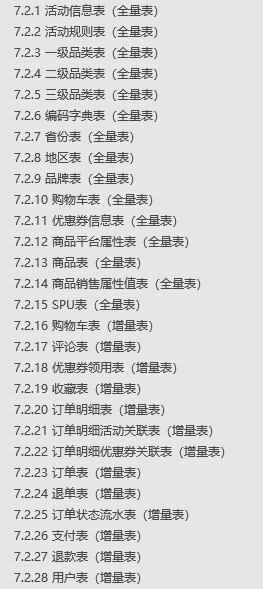 7.2.1 活动信息表（全量表）
7.2.2 活动规则表（全量表）
7.2.3 一级品类表（全量表）
7.2.4 二级品类表（全量表）
7.2.5 三级品类表（全量表）
7.2.6 编码字典表（全量表）
7.2.7 省份表（全量表）
7.2.8 地区表（全量表）
7.2.9 品牌表（全量表）
7.2.10 购物车表（全量表）
7.2.11 优惠券信息表（全量表）
7.2.12 商品平台属性表（全量表）
7.2.13 商品表（全量表）
7.2.14 商品销售属性值表（全量表）
7.2.15 SPU表（全量表）
7.2.16 购物车表（增量表）
7.2.17 评论表（增量表）
7.2.18 优惠券领用表（增量表）
7.2.19 收藏表（增量表）
7.2.20 订单明细表（增量表）
7.2.21 订单明细活动关联表（增量表）
7.2.22 订单明细优惠券关联表（增量表）
7.2.23 订单表（增量表）
7.2.24 退单表（增量表）
7.2.25 订单状态流水表（增量表）
7.2.26 支付表（增量表）
7.2.27 退款表（增量表）
7.2.28 用户表（增量表）